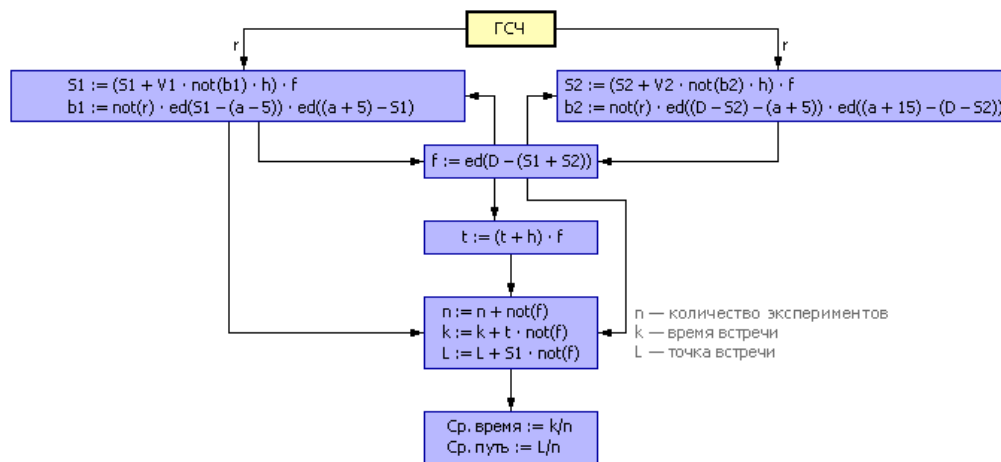 ГСЧ
r
r
S1 := (S1 + V1 · not(b1) · h) · f
b1 := not(r) · ed(S1 – (a – 5)) · ed((a + 5) – S1)
S2 := (S2 + V2 · not(b2) · h) · f
b2 := not(r) · ed((D – S2) – (a + 5)) · ed((a + 15) – (D – S2))
f := ed(D – (S1 + S2))
t := (t + h) · f
n := n + not(f)
k := k + t · not(f)
L := L + S1 · not(f)
n — количество экспериментов
k — время встречи
L — точка встречи
Ср. время := k/n
Ср. путь := L/n